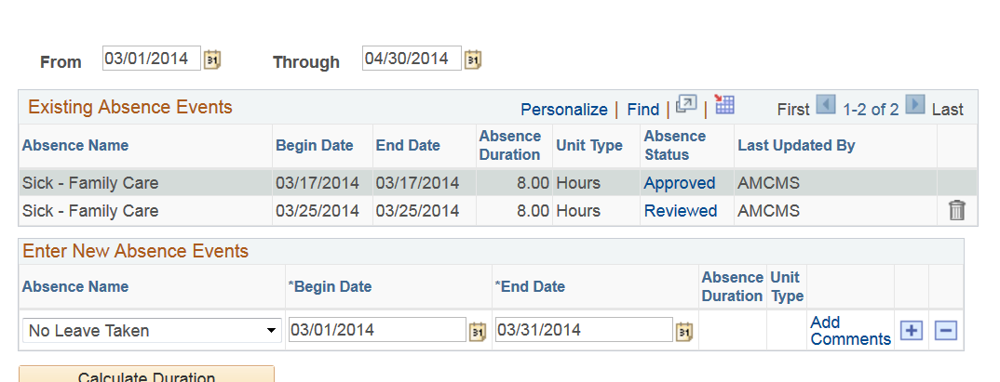 From 03/01/2014 31 Through 04/30/2014 31
Existing Absence Events Personalize | Find | | First 1-2 of 2 Last
Absence Name Begin Date End Date Absence Duration Unit Type Absence Status Last Updated By
Sick - Family Care 03/17/2014 03/17/2014 8.00 Hours Approved AMCMS
Sick - Family Care 03/25/2014 03/25/2014 8.00 Hours Reviewed AMCMS
Enter New Absence Events
Absence Name *Begin Date *End Date Absence Duration Unit Type
No Leave Taken 03/01/2014 31 03/31/2014 31 Add Comments + −
Calculate Duration